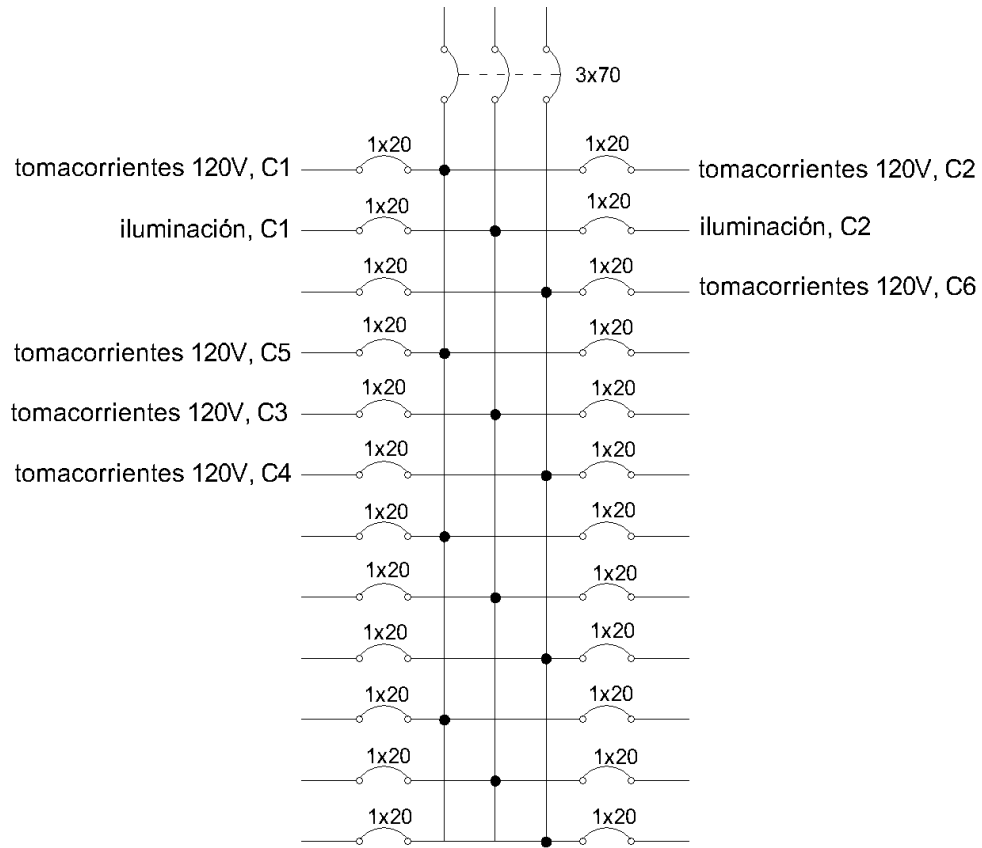 3x70
1x20 1x20
tomacorrientes 120V, C1 tomacorrientes 120V, C2
1x20 1x20
iluminación, C1 iluminación, C2
1x20 1x20
tomacorrientes 120V, C6
1x20 1x20
tomacorrientes 120V, C5
1x20 1x20
tomacorrientes 120V, C3
1x20 1x20
tomacorrientes 120V, C4
1x20 1x20
1x20 1x20
1x20 1x20
1x20 1x20
1x20 1x20
1x20 1x20